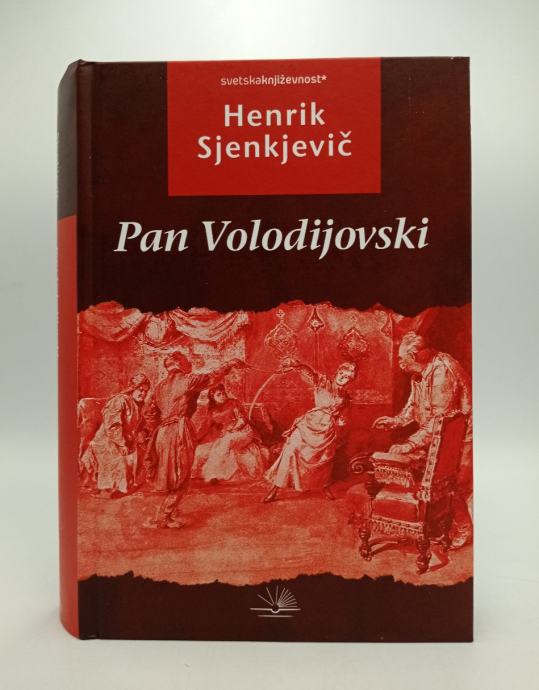 svetskaknjiževnost*
Henrik
Sjenkjevič
Pan Volodijovski